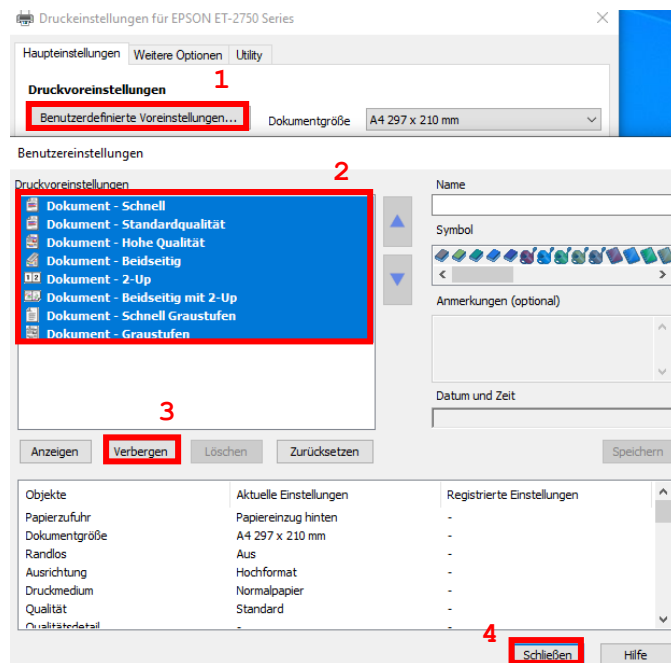 Druckeinstellungen für EPSON ET-2750 Series
Haupteinstellungen Weitere Optionen Utility
1
Druckvoreinstellungen
Benutzerdefinierte Voreinstellungen... Dokumentgröße A4 297 x 210 mm
Benutzereinstellungen
2
Druckvoreinstellungen Name
Dokument - Schnell
Dokument - Standardqualität Symbol
Dokument - Hohe Qualität
Dokument - Beidseitig
1 2 Dokument - 2-Up
Dokument - Beidseitig mit 2-Up Anmerkungen (optional)
Dokument - Schnell Graustufen
Dokument - Graustufen
Datum und Zeit
3
Anzeigen Verbergen Löschen Zurücksetzen Speichern
Objekte Aktuelle Einstellungen Registrierte Einstellungen
Papierzufuhr Papiereinzug hinten -
Dokumentgröße A4 297 x 210 mm -
Randlos Aus -
Ausrichtung Hochformat -
Druckmedium Normalpapier -
Qualität Standard -
Qualitätsdetail - -
4
Schließen Hilfe